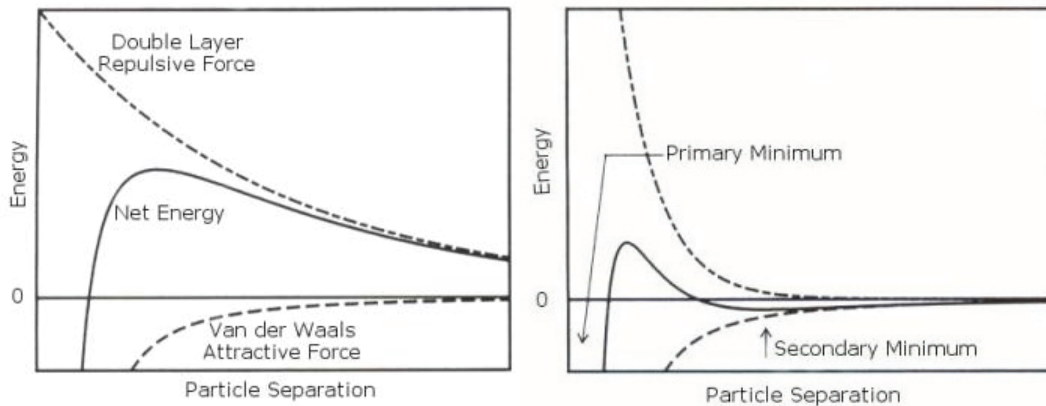 Double Layer
Repulsive Force
Energy
Net Energy
0
Van der Waals
Attractive Force
Particle Separation
Primary Minimum
Energy
0
Secondary Minimum
Particle Separation